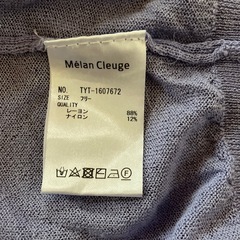 Mélan Cleuge
NO. TYT-1607672
SIZE フリー
QUALITY
レーヨン 88%
ナイロン 12%